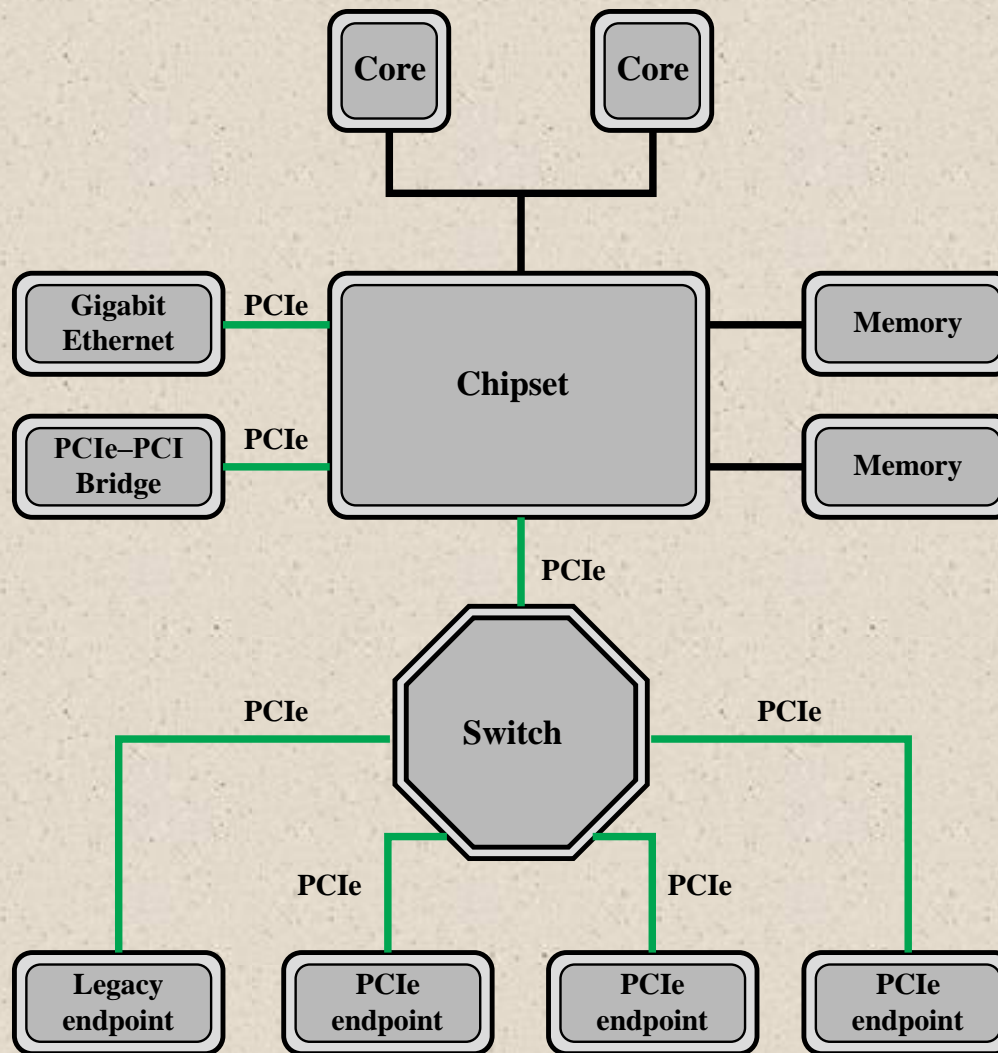 Core
Core
Gigabit
Ethernet
PCIe
Chipset
Memory
PCIe–PCI
Bridge
PCIe
Memory
PCIe
PCIe
Switch
PCIe
PCIe
PCIe
Legacy
endpoint
PCIe
endpoint
PCIe
endpoint
PCIe
endpoint